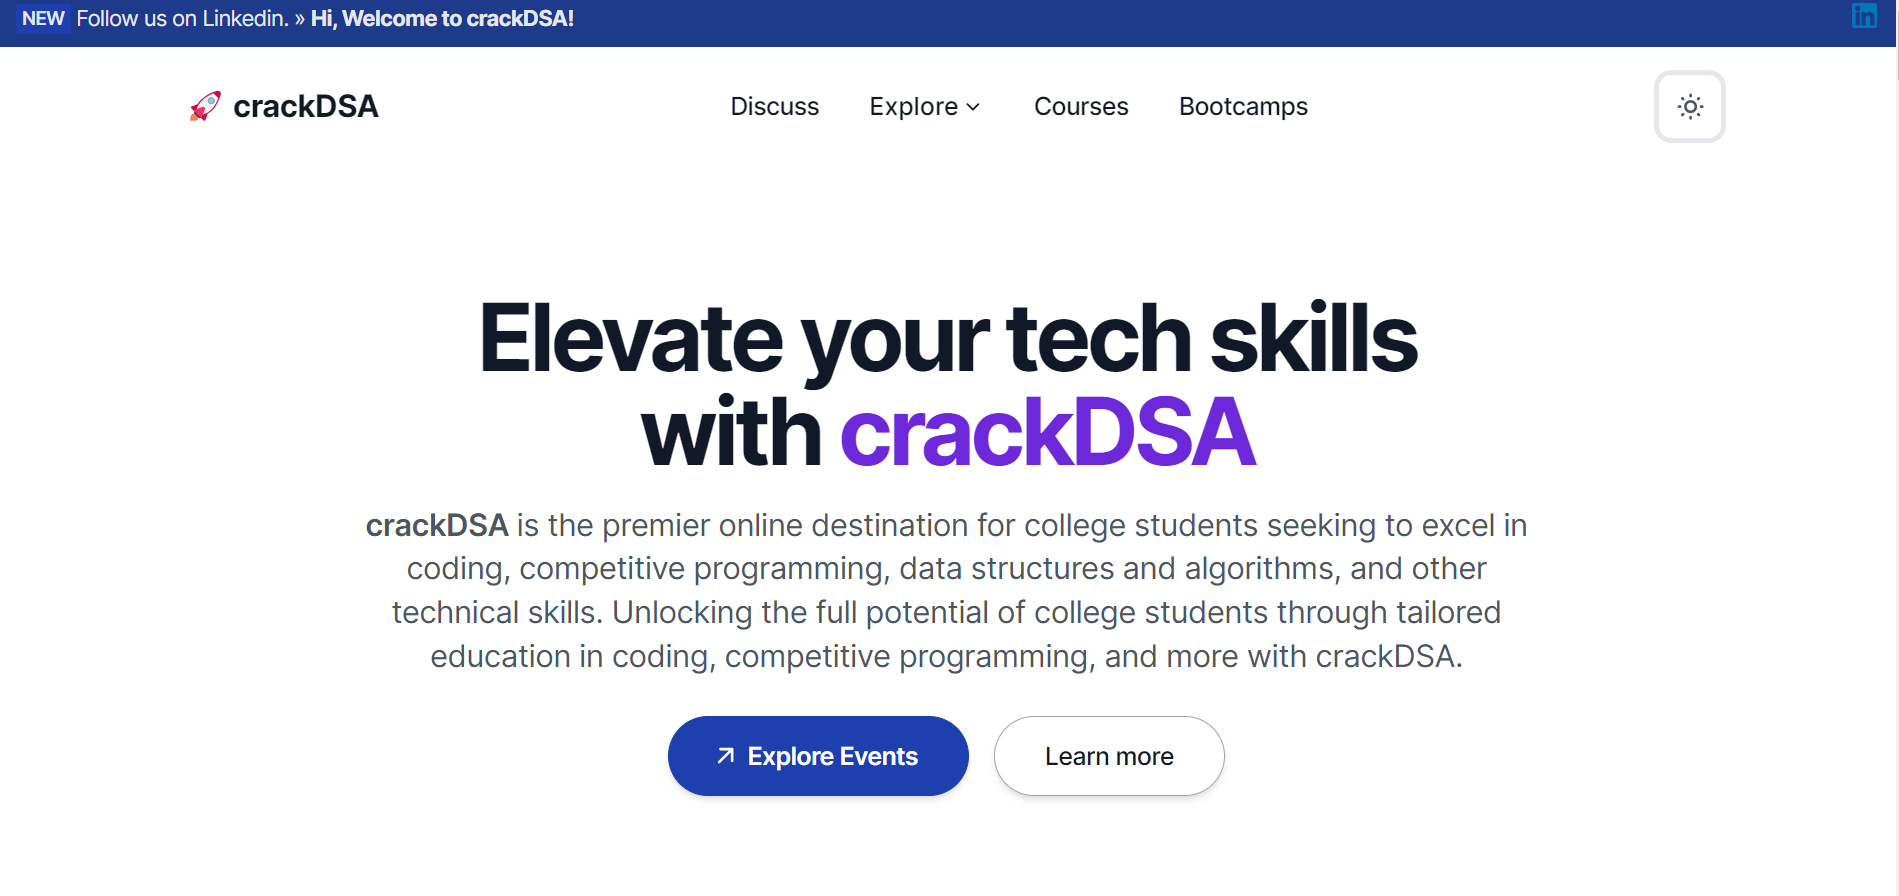 NEW Follow us on Linkedin. » Hi, Welcome to crackDSA!
in
crackDSA
Discuss Explore Courses Bootcamps
Elevate your tech skills
with crackDSA
crackDSA is the premier online destination for college students seeking to excel in
coding, competitive programming, data structures and algorithms, and other
technical skills. Unlocking the full potential of college students through tailored
education in coding, competitive programming, and more with crackDSA.
Explore Events Learn more